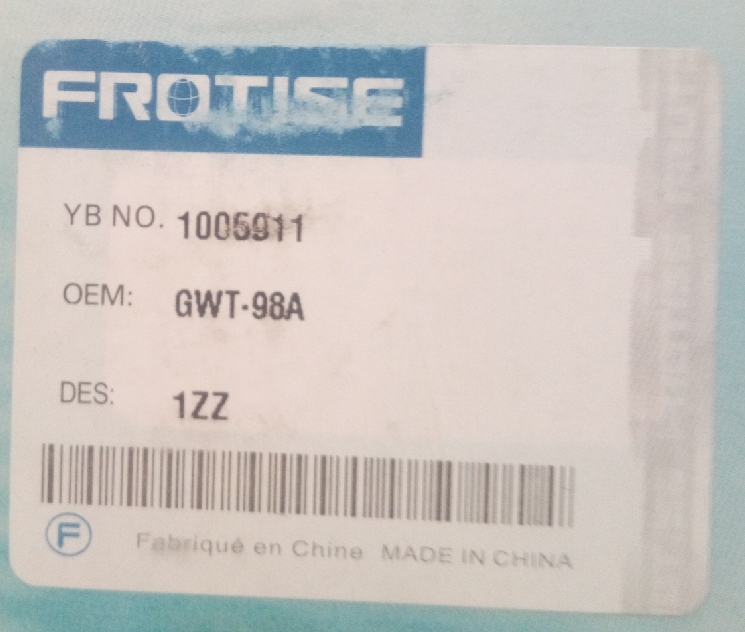 FROTISE
YB NO. 1005911
OEM: GWT-98A
DES: 1ZZ
F
Fabriqué en Chine MADE IN CHINA